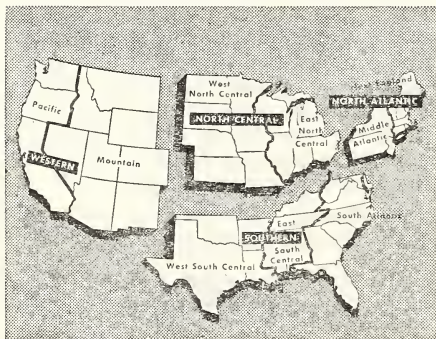 West
North Central
New England
NORTH ATLANTIC
Pacific
NORTH CENTRAL
East
North
Central
Middle
Atlantic
WESTERN
Mountain
East
South Atlantic
SOUTHERN
South
Central
West South Central